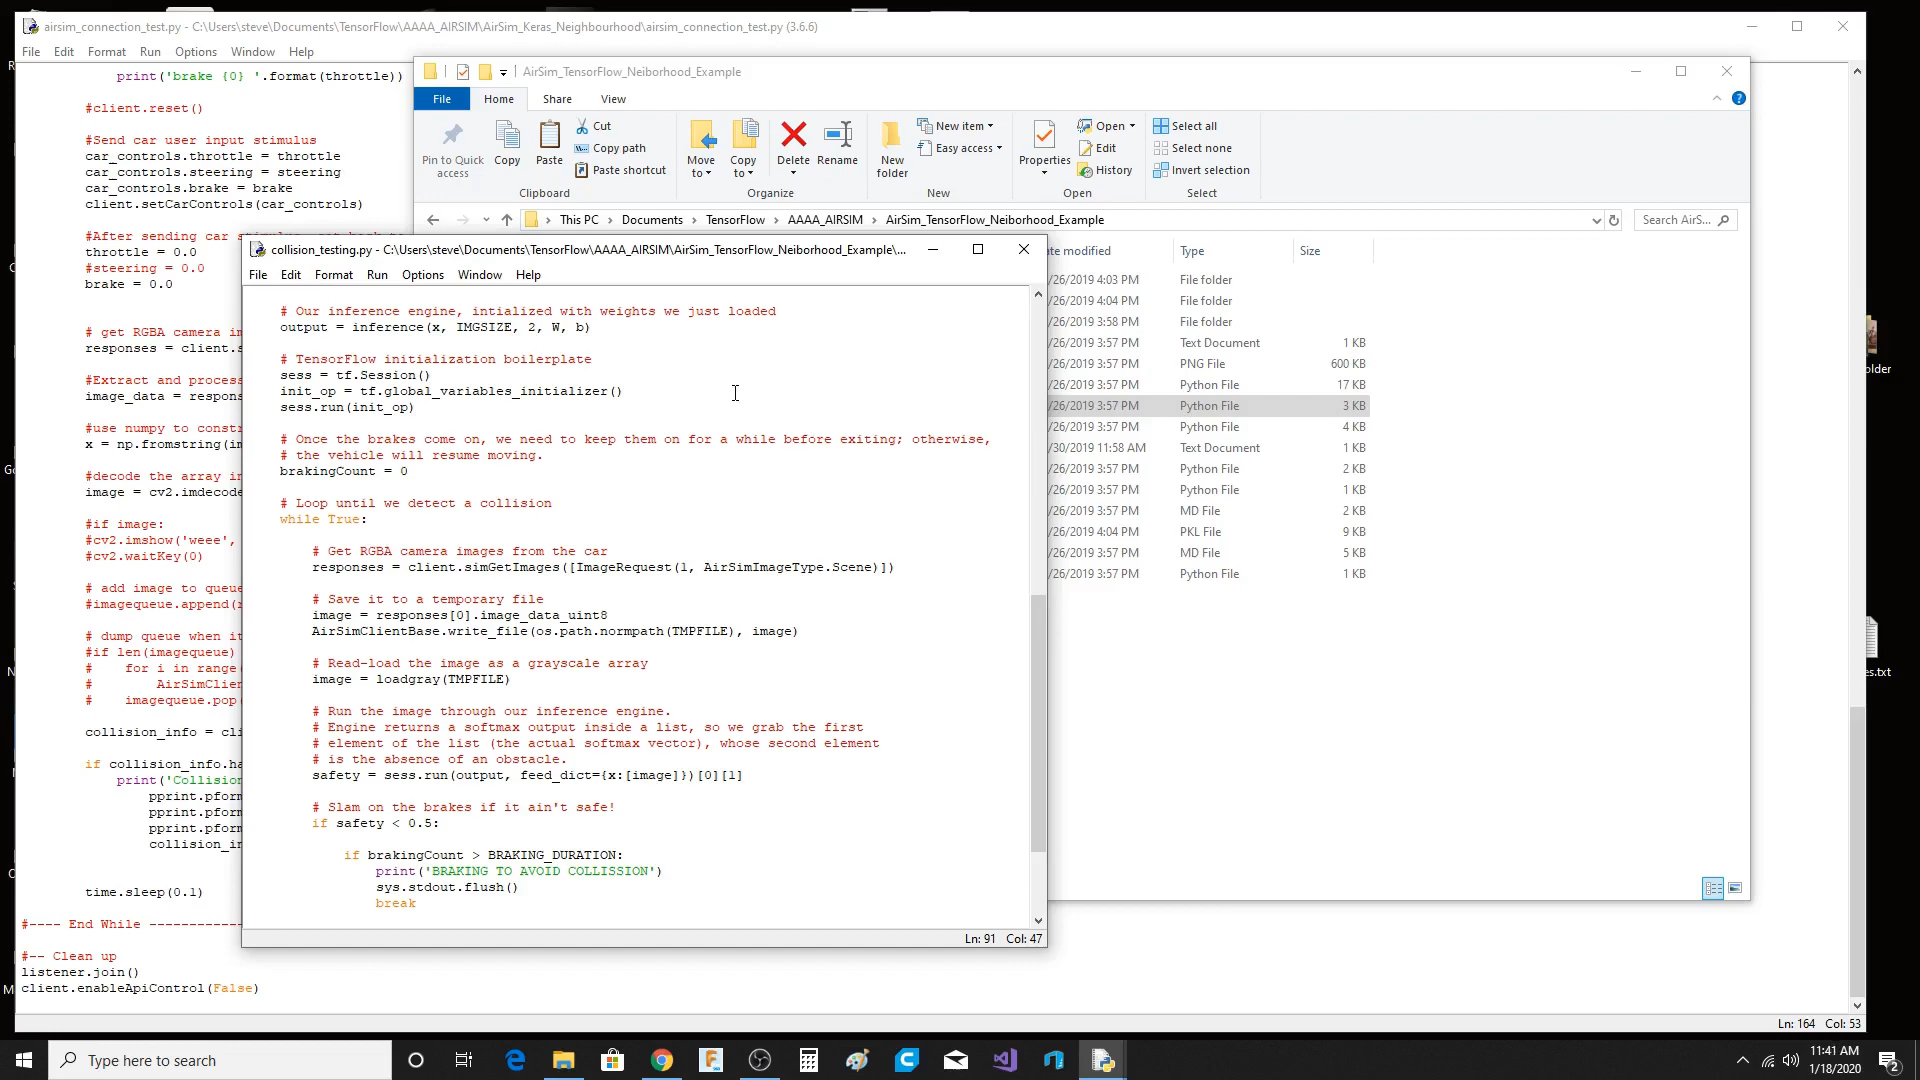 airsim_connection_test.py - C:\Users\steve\Documents\TensorFlow\AAAA_AIRSIM\AirSim_Keras_Neighbourhood\airsim_connection_test.py (3.6.6)
File Edit Format Run Options Window Help
print('brake {0} '.format(throttle))
#client.reset()
#Send car user input stimulus
car_controls.throttle = throttle
car_controls.steering = steering
car_controls.brake = brake
client.setCarControls(car_controls)
#After sending car
throttle = 0.0
#steering = 0.0
brake = 0.0
# get RGBA camera im
responses = client.s
#Extract and process
image_data = respons
#use numpy to constr
x = np.fromstring(im
#decode the array in
image = cv2.imdecode
#if image:
#cv2.imshow('weee',
#cv2.waitKey(0)
# add image to queue
#imagequeue.append(r
# dump queue when it
#if len(imagequeue)
# for i in range(
# AirSimClien
# imagequeue.pop(
collision_info = cli
if collision_info.ha
print('Collision
pprint.pform
pprint.pform
pprint.pform
collision_in
time.sleep(0.1)
#---- End While ------------
#-- Clean up
listener.join()
client.enableApiControl(False)
Ln: 164 Col: 53
AirSim_TensorFlow_Neiborhood_Example
File Home Share View
Pin to Quick access
Copy
Paste
Cut
Copy path
Paste shortcut
Clipboard
Move to
Copy to
Delete
Rename
Organize
New folder
New item
Easy access
New
Properties
Open
Edit
History
Open
Select all
Select none
Invert selection
Select
This PC > Documents > TensorFlow > AAAA_AIRSIM > AirSim_TensorFlow_Neiborhood_Example
Search AirS...
modified Type Size
/26/2019 4:03 PM File folder
/26/2019 4:04 PM File folder
/26/2019 3:58 PM File folder
/26/2019 3:57 PM Text Document 1 KB
/26/2019 3:57 PM PNG File 600 KB
/26/2019 3:57 PM Python File 17 KB
/26/2019 3:57 PM Python File 3 KB
/26/2019 3:57 PM Python File 4 KB
/30/2019 11:58 AM Text Document 1 KB
/26/2019 3:57 PM Python File 2 KB
/26/2019 3:57 PM Python File 1 KB
/26/2019 3:57 PM MD File 2 KB
/26/2019 4:04 PM PKL File 9 KB
/26/2019 3:57 PM MD File 5 KB
/26/2019 3:57 PM Python File 1 KB
collision_testing.py - C:\Users\steve\Documents\TensorFlow\AAAA_AIRSIM\AirSim_TensorFlow_Neiborhood_Example\...
File Edit Format Run Options Window Help
# Our inference engine, intialized with weights we just loaded
output = inference(x, IMGSIZE, 2, W, b)
# TensorFlow initialization boilerplate
sess = tf.Session()
init_op = tf.global_variables_initializer()
sess.run(init_op)
# Once the brakes come on, we need to keep them on for a while before exiting; otherwise,
# the vehicle will resume moving.
brakingCount = 0
# Loop until we detect a collision
while True:
# Get RGBA camera images from the car
responses = client.simGetImages([ImageRequest(1, AirSimImageType.Scene)])
# Save it to a temporary file
image = responses[0].image_data_uint8
AirSimClientBase.write_file(os.path.normpath(TMPFILE), image)
# Read-load the image as a grayscale array
image = loadgray(TMPFILE)
# Run the image through our inference engine.
# Engine returns a softmax output inside a list, so we grab the first
# element of the list (the actual softmax vector), whose second element
# is the absence of an obstacle.
safety = sess.run(output, feed_dict={x:[image]})[0][1]
# Slam on the brakes if it ain't safe!
if safety < 0.5:
if brakingCount > BRAKING_DURATION:
print('BRAKING TO AVOID COLLISSION')
sys.stdout.flush()
break
Ln: 91 Col: 47
older
es.txt
Type here to search
11:41 AM
1/18/2020
2